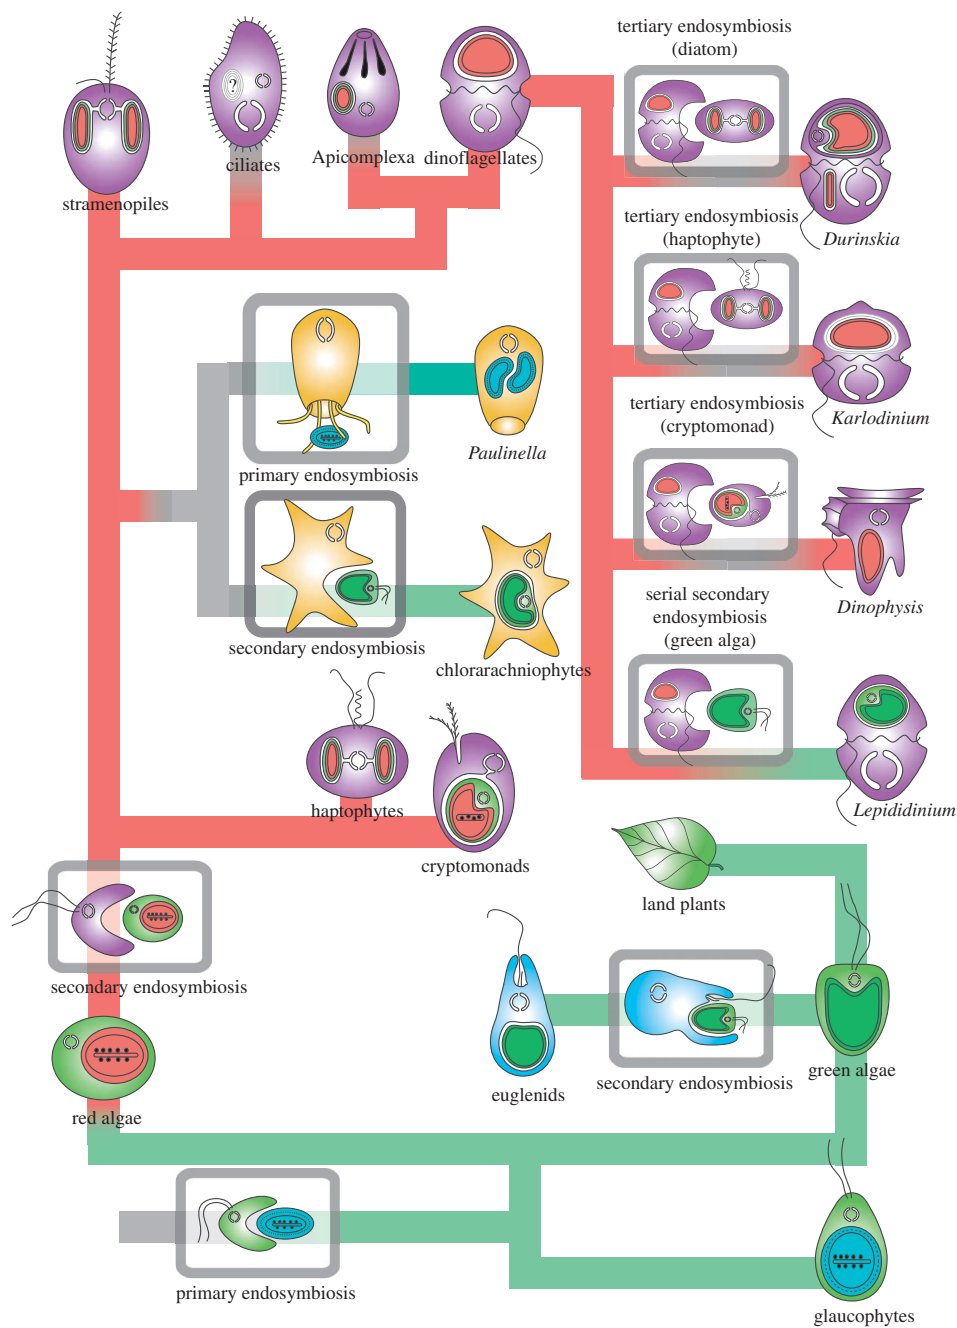 tertiary endosymbiosis
(diatom)
?
stramenopiles
ciliates
Apicomplexa
dinoflagellates
Durinskia
tertiary endosymbiosis
(haptophyte)
Karlodinium
tertiary endosymbiosis
(cryptomonad)
Dinophysis
serial secondary
endosymbiosis
(green alga)
Lepididinium
primary endosymbiosis
Paulinella
secondary endosymbiosis
chlorarachniophytes
haptophytes
cryptomonads
secondary endosymbiosis
red algae
land plants
euglenids
secondary endosymbiosis
green algae
primary endosymbiosis
glaucophytes